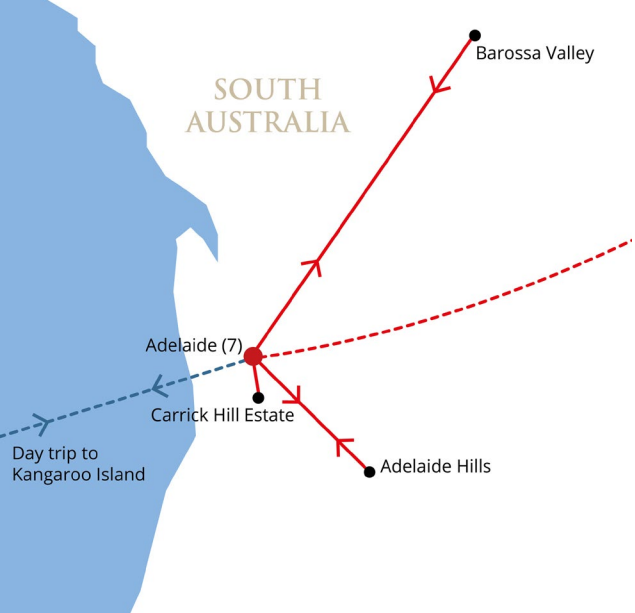 Barossa Valley
SOUTH
AUSTRALIA
Adelaide (7)
Carrick Hill Estate
Day trip to
Kangaroo Island
Adelaide Hills